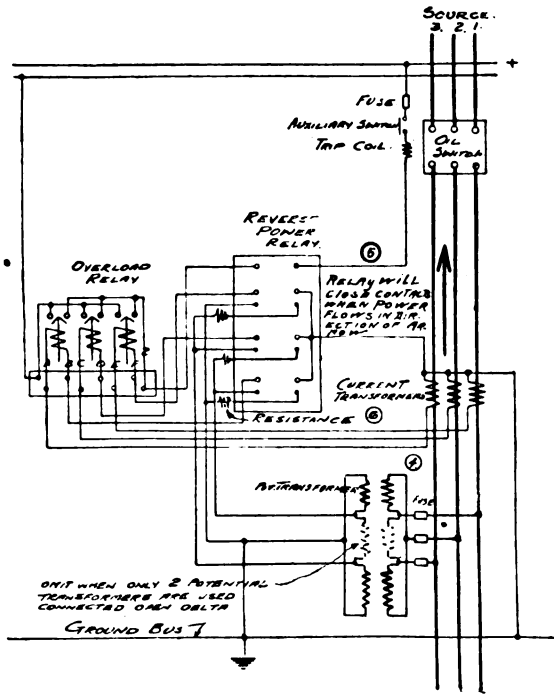 SOURCE.
3. 2. 1.
+
FUSE
AUXILIARY SWITCH
TRIP COIL.
OIL
SWITCH
REVERSE
POWER
RELAY.
5
OVERLOAD
RELAY
RELAY WILL
CLOSE CONTACTS
WHEN POWER
FLOWS IN DIR.
ECTION OF AR.
ROW
A B C D E F 2
CURRENT
TRANSFORMERS
RESISTANCE
6
4
POT. TRANSFORMER
FUSE
OMIT WHEN ONLY 2 POTENTIAL
TRANSFORMERS ARE USED
CONNECTED OPEN DELTA
GROUND BUS